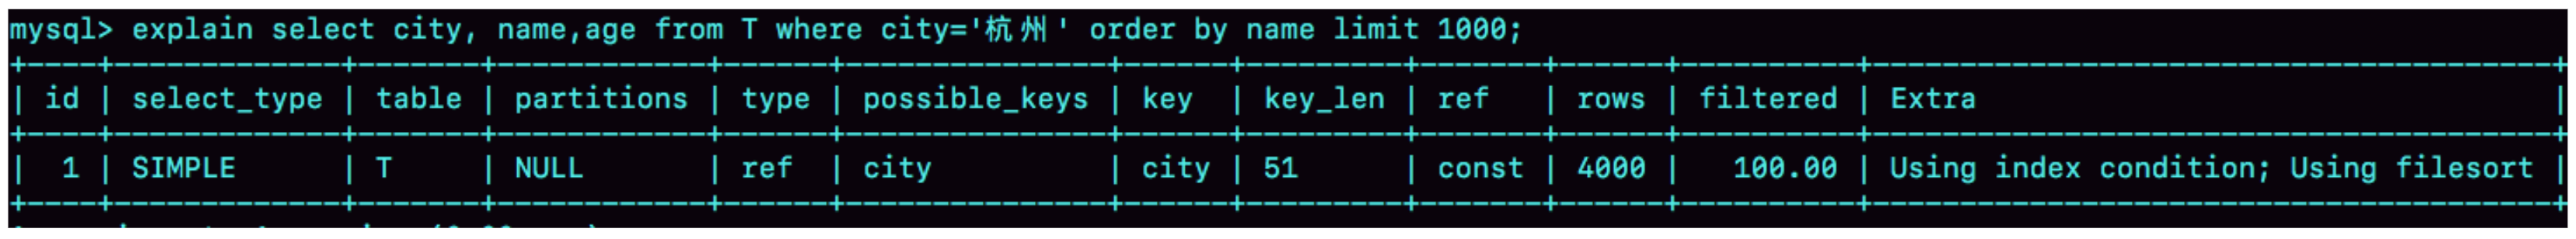 mysql> explain select city, name,age from T where city='杭州' order by name limit 1000;
+----+-------------+-------+------------+------+---------------+------+---------+-------+------+----------+---------------------------------------+
| id | select_type | table | partitions | type | possible_keys | key | key_len | ref | rows | filtered | Extra |
+----+-------------+-------+------------+------+---------------+------+---------+-------+------+----------+---------------------------------------+
| 1 | SIMPLE | T | NULL | ref | city | city | 51 | const | 4000 | 100.00 | Using index condition; Using filesort |
+----+-------------+-------+------------+------+---------------+------+---------+-------+------+----------+---------------------------------------+